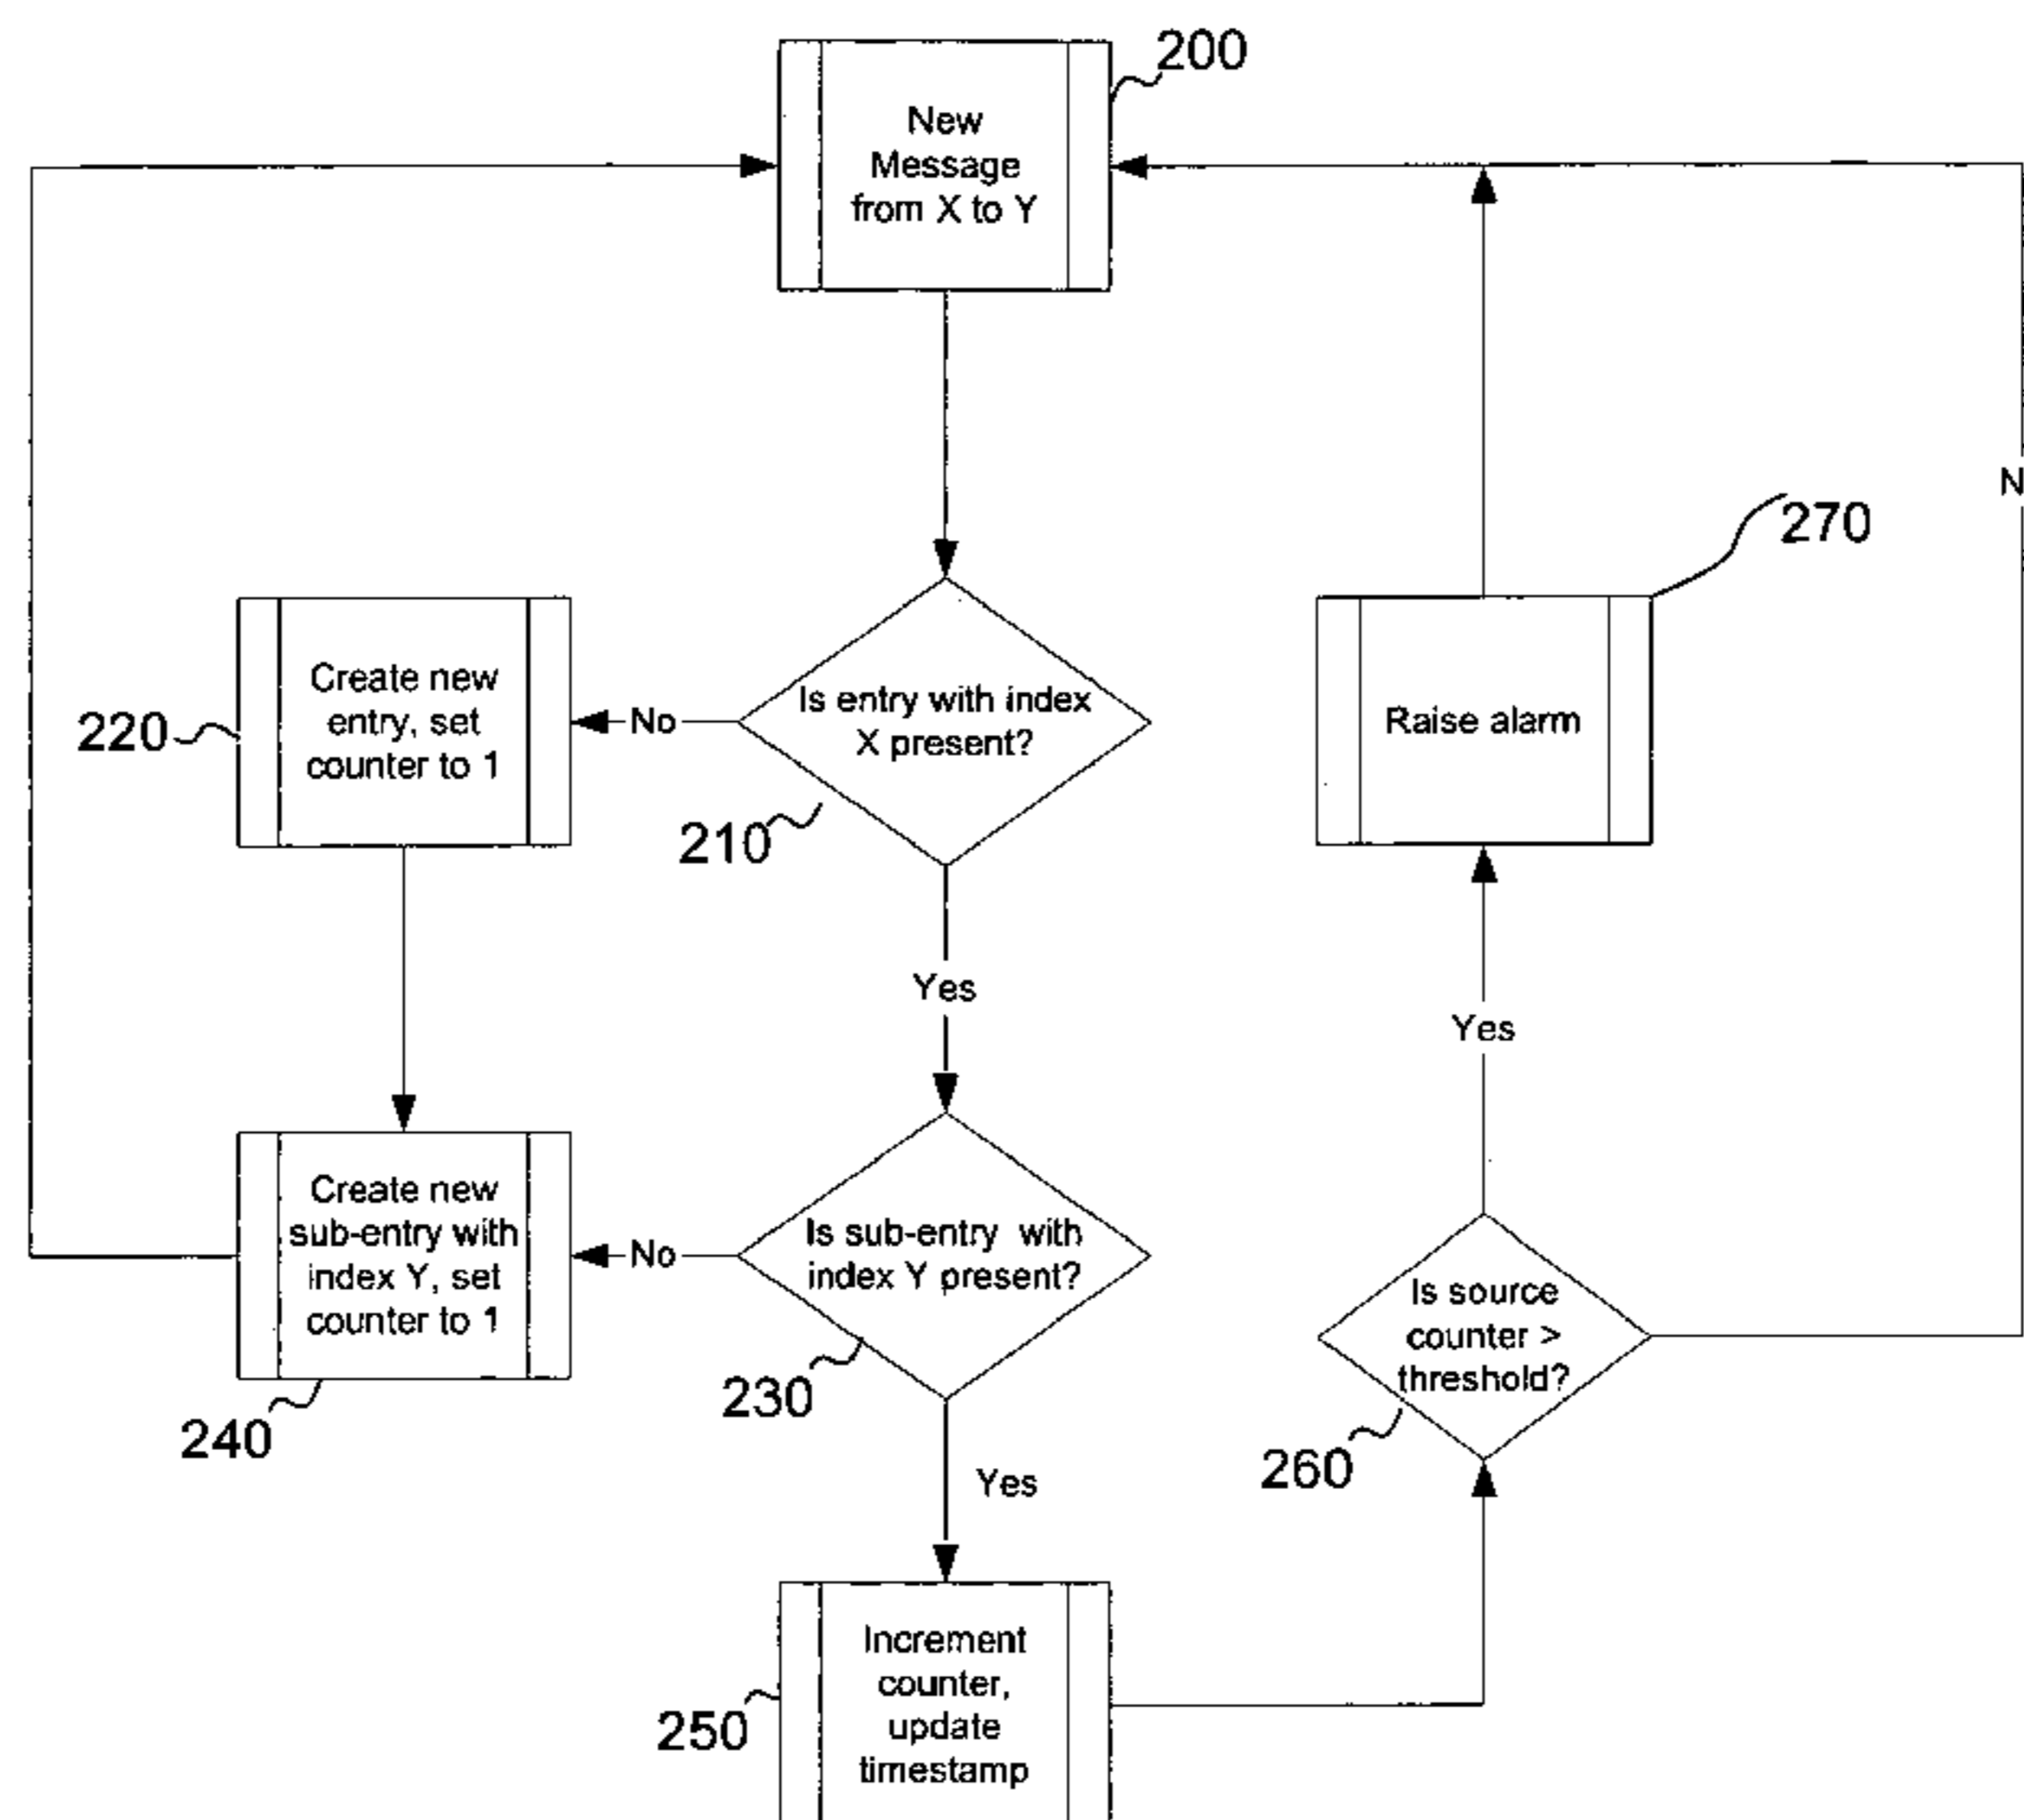 200
New
Message
from X to Y
N
270
Create new
entry, set
counter to 1
220
No
Is entry with index
X present?
210
Raise alarm
Yes
Yes
Create new
sub-entry with
index Y, set
counter to 1
240
No
Is sub-entry with
index Y present?
230
Is source
counter >
threshold?
260
Yes
Increment
counter,
update
timestamp
250